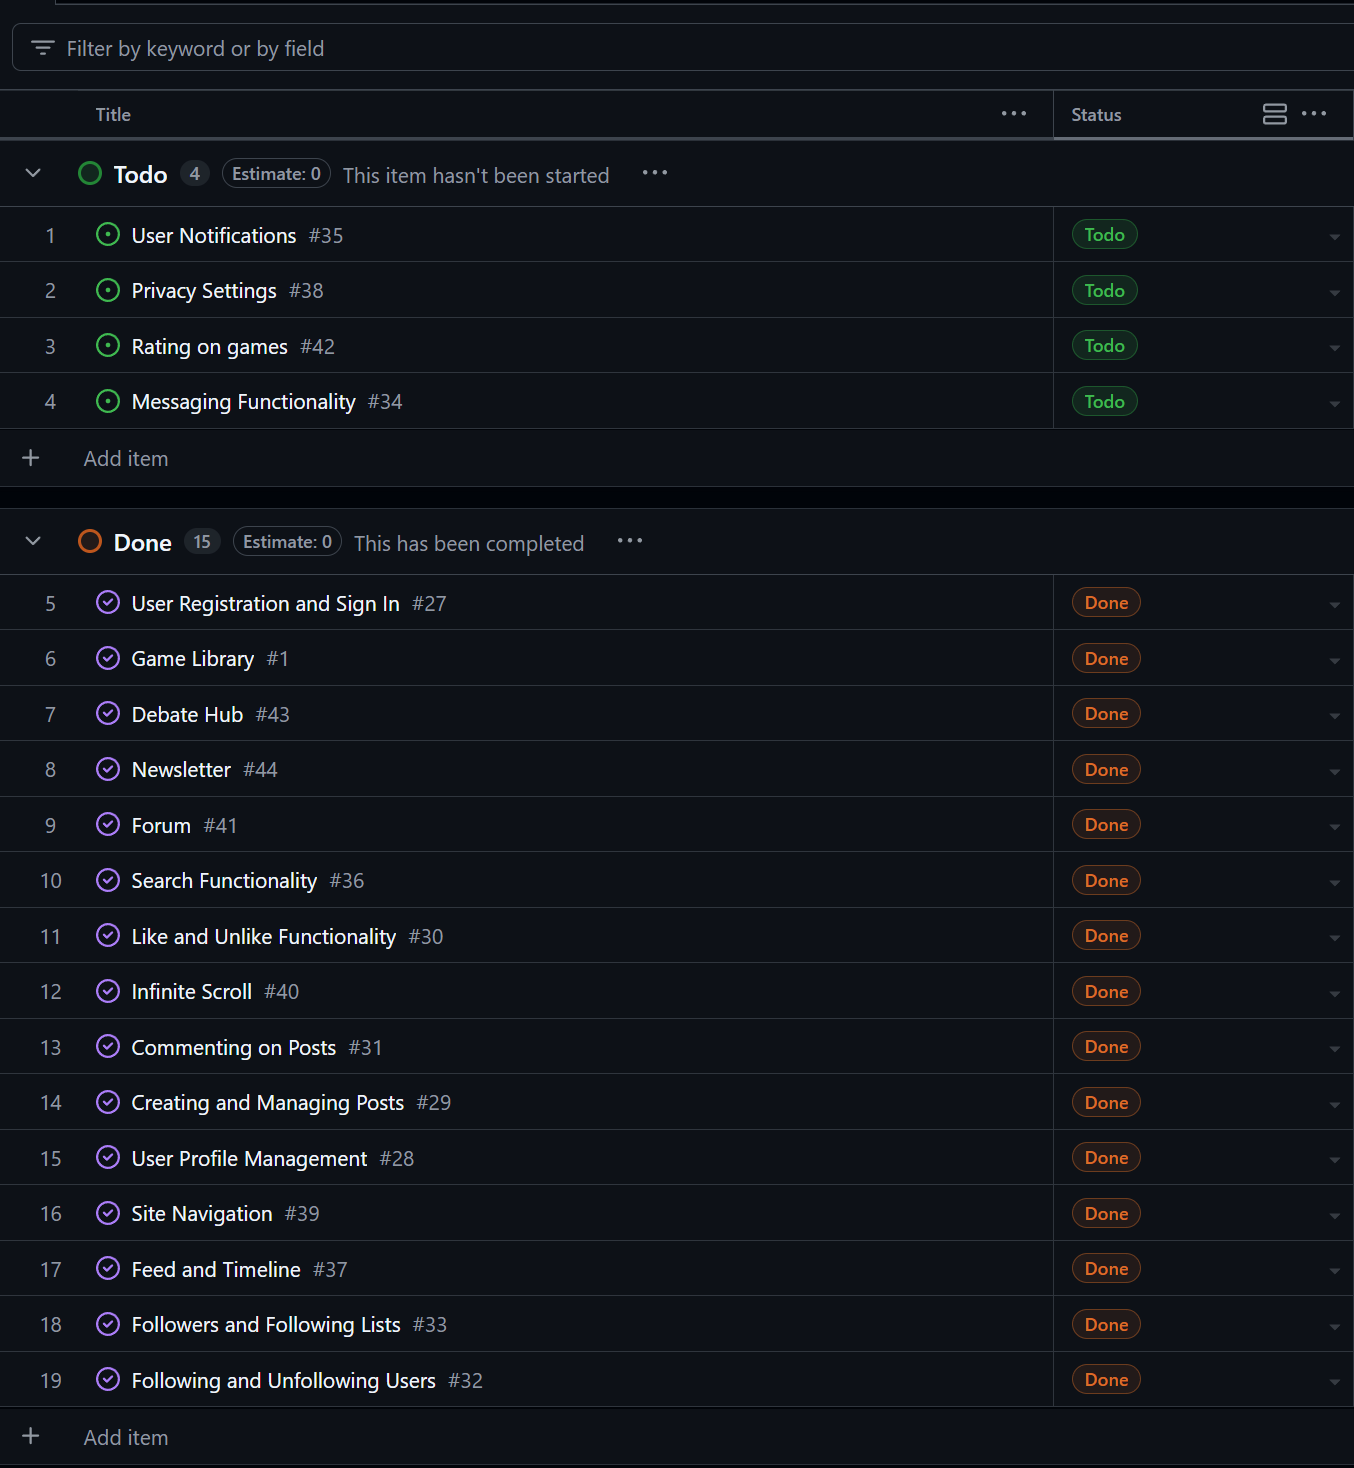 Filter by keyword or by field
Title Status
Todo 4 Estimate: 0 This item hasn't been started
1 User Notifications #35 Todo
2 Privacy Settings #38 Todo
3 Rating on games #42 Todo
4 Messaging Functionality #34 Todo
Add item
Done 15 Estimate: 0 This has been completed
5 User Registration and Sign In #27 Done
6 Game Library #1 Done
7 Debate Hub #43 Done
8 Newsletter #44 Done
9 Forum #41 Done
10 Search Functionality #36 Done
11 Like and Unlike Functionality #30 Done
12 Infinite Scroll #40 Done
13 Commenting on Posts #31 Done
14 Creating and Managing Posts #29 Done
15 User Profile Management #28 Done
16 Site Navigation #39 Done
17 Feed and Timeline #37 Done
18 Followers and Following Lists #33 Done
19 Following and Unfollowing Users #32 Done
Add item